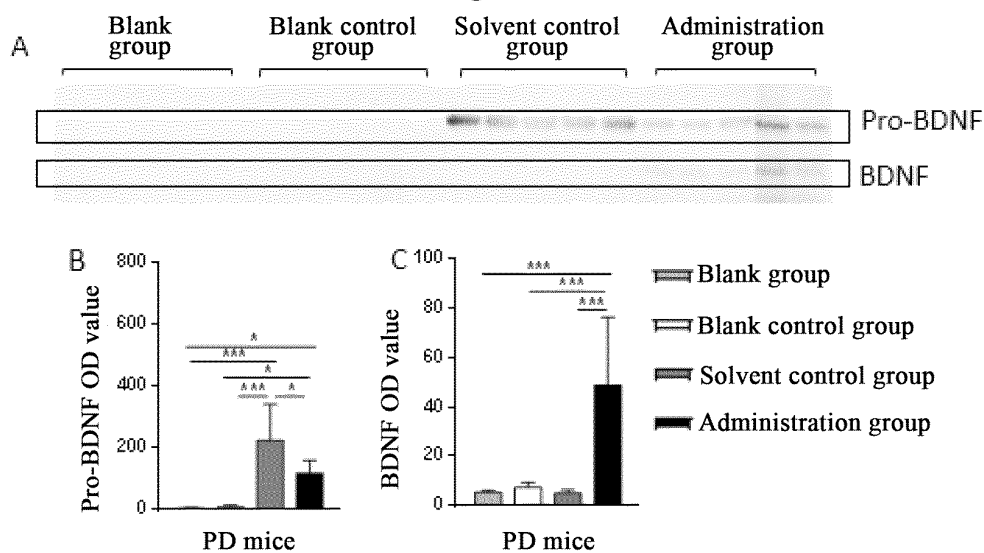 Blank group
Blank control group
Solvent control group
Administration group
A
Pro-BDNF
BDNF
B
Pro-BDNF OD value
800
600
400
200
0
*
***
*
*** *
PD mice
C
BDNF OD value
100
80
60
40
20
0
***
***
***
PD mice
Blank group
Blank control group
Solvent control group
Administration group